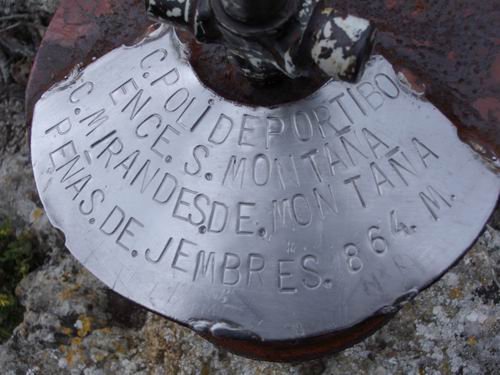 C. POLIDEPORTIBO
ENCE. S. MONTAÑA
C. MIRANDES. DE. MONTAÑA
PEÑAS. DE. JEMBRES. 864. M.